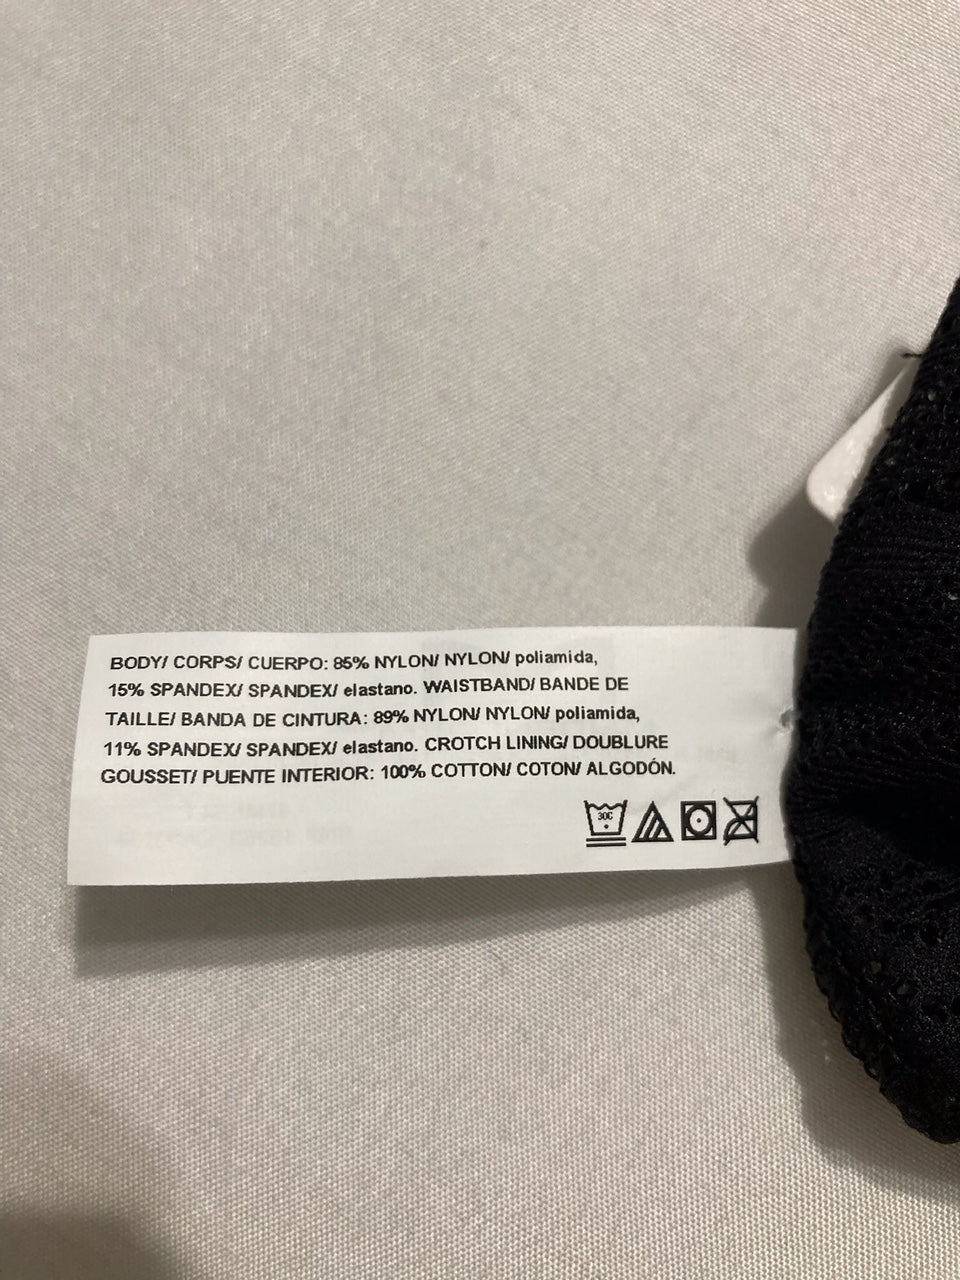 BODY/ CORPS/ CUERPO: 85% NYLON/ NYLON/ poliamida,
15% SPANDEX/ SPANDEX/ elastano. WAISTBAND/ BANDE DE
TAILLE/ BANDA DE CINTURA: 89% NYLON/ NYLON/ poliamida,
11% SPANDEX/ SPANDEX/ elastano. CROTCH LINING/ DOUBLURE
GOUSSET/ PUENTE INTERIOR: 100% COTTON/ COTON/ ALGODÓN.
30C